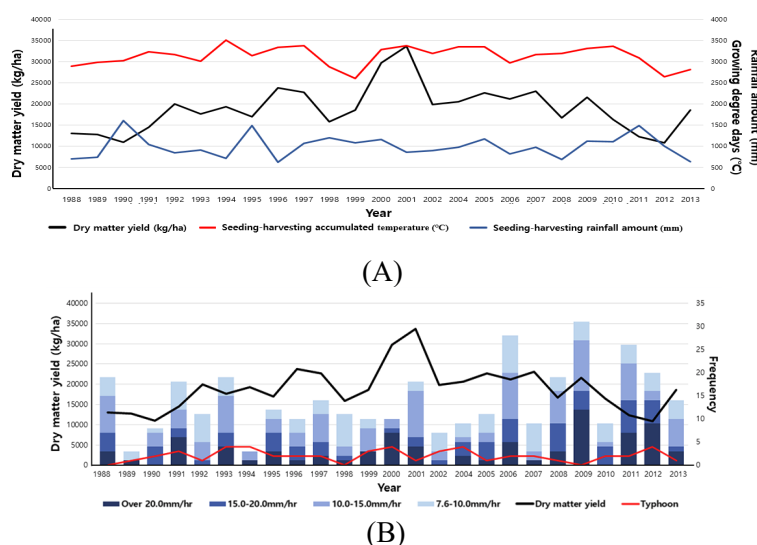 40000 4000
35000 3500
30000 3000
25000 2500
20000 2000
15000 1500
10000 1000
5000 500
0 0
Dry matter yield (kg/ha)
Growing degree days (℃)
Rainfall amount (mm)
1988 1989 1990 1991 1992 1993 1994 1995 1996 1997 1998 1999 2000 2001 2002 2004 2005 2006 2007 2008 2009 2010 2011 2012 2013
Year
Dry matter yield (kg/ha) Seeding-harvesting accumulated temperature (℃) Seeding-harvesting rainfall amount (mm)
(A)
40000 35
35000 30
30000 25
25000 20
20000 15
15000 10
10000 5
5000 0
0
Dry matter yield (kg/ha)
Frequency
1988 1989 1990 1991 1992 1993 1994 1995 1996 1997 1998 1999 2000 2001 2002 2004 2005 2006 2007 2008 2009 2010 2011 2012 2013
Year
Over 20.0mm/hr 15.0-20.0mm/hr 10.0-15.0mm/hr 7.6-10.0mm/hr Dry matter yield Typhoon
(B)